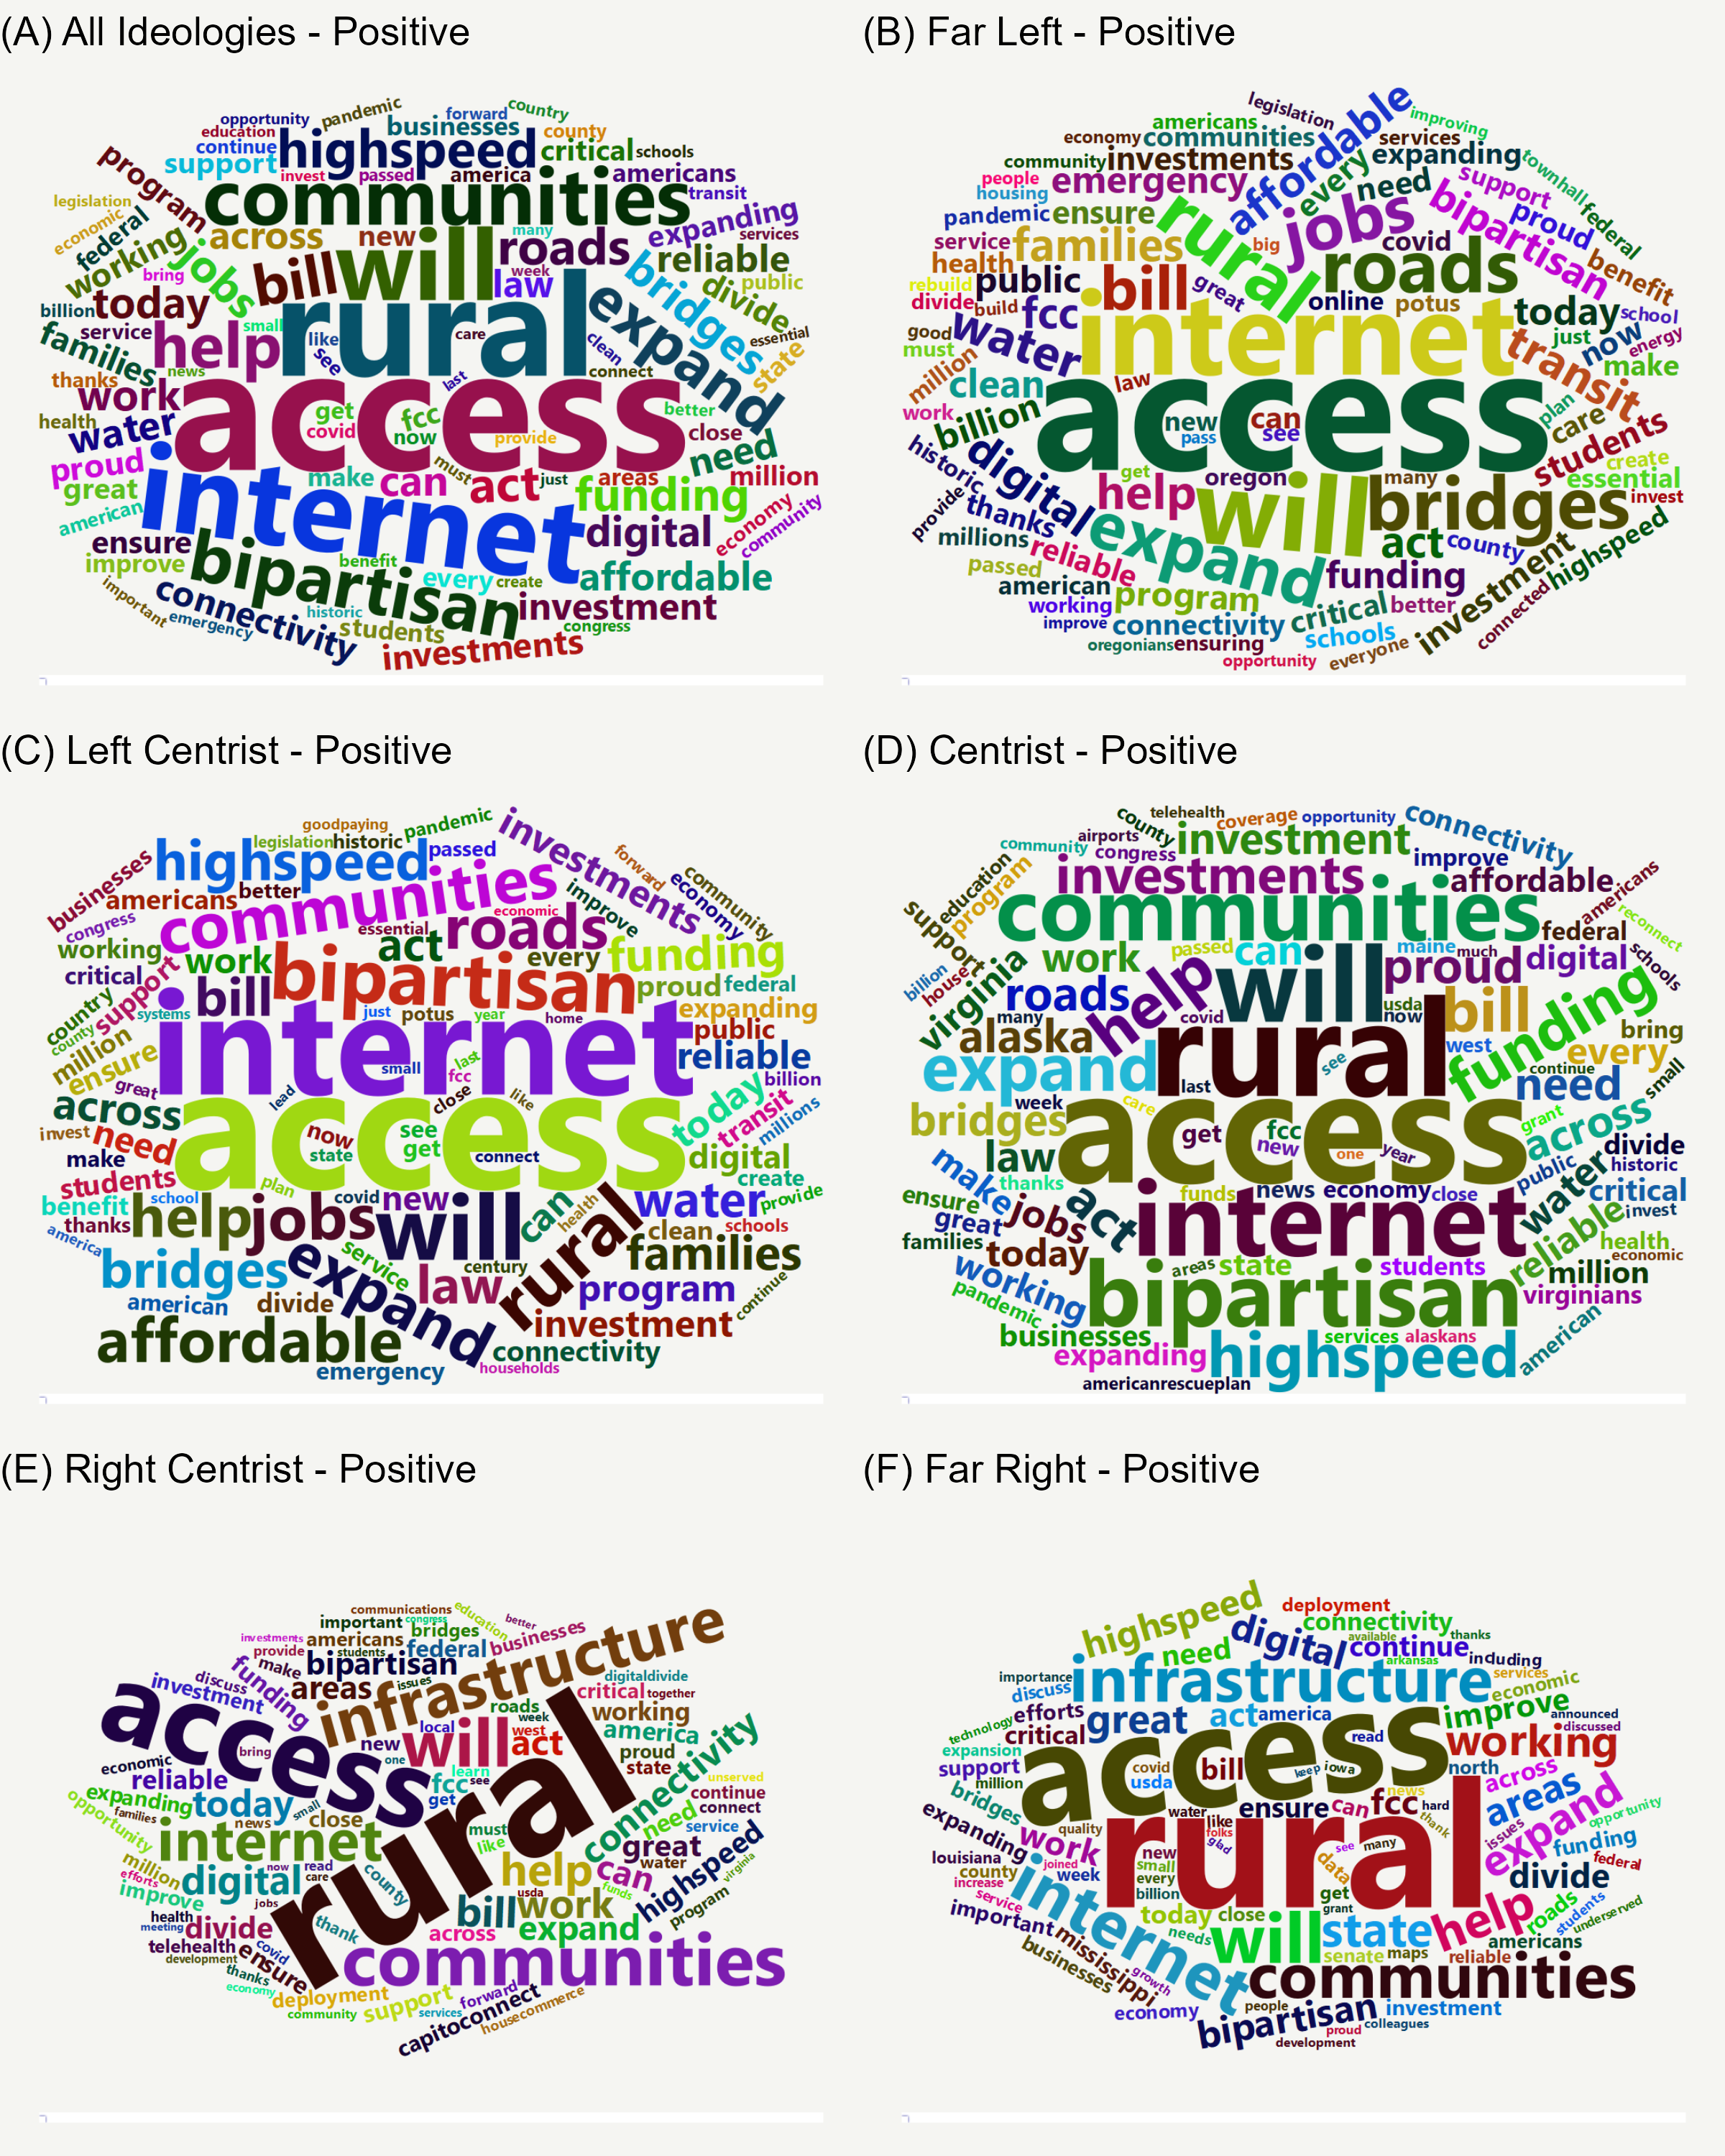 (A) All Ideologies - Positive
pandemic country
opportunity forward
education businesses county
continue highspeed critical schools
support invest passed america americans
program communities transit
legislation expanding
economic federal across new many roads services
working jobs bill will week reliable
bring law bridges divide public
billion today small rural expand
service help like care clean essential
families see state
thanks news last connect
work access better
health get fcc close
water covid now provide need
proud make can must act just areas million
great internet funding
american digital economy community
ensure bipartisan benefit
improve every create affordable
important connectivity historic investment
emergency students congress
investments
(B) Far Left - Positive
legislation affordable improving
americans
economy communities services
community investments every expanding townhall
people emergency need support
housing rural jobs bipartisan proud federal
pandemic ensure
service families big covid benefit
health public bill great roads
rebuild online potus today school
divide build fcc internet just now energy
good water transit make
must
million clean law access plan
work billion new can care students
pass see
historic digital get oregon many create
provide thanks help will bridges essential invest
millions expand act county highspeed
passed reliable funding investment
american program critical better connected
working connectivity
improve schools
oregonians ensuring everyone
opportunity
(C) Left Centrist - Positive
goodpaying pandemic investments
legislation historic
businesses highspeed passed forward community
americans better improve economy
congress communities economic
working essential act roads
critical support work bipartisan every funding
country bill proud federal
county systems just potus year home expanding
million internet public
ensure small last reliable
great lead close fcc like today billion
across access transit millions
invest need now see
make state get connect digital
students plan create
benefit school covid new can health water provide
thanks help jobs will clean schools
america service rural families
bridges expand century law program continue
american divide investment
affordable connectivity
emergency households
(D) Centrist - Positive
telehealth
county coverage opportunity connectivity
airports investment
community congress improve
education investments affordable americans
program communities reconnect
support passed can maine much federal
work help will proud digital schools
billion house
virginia roads usda bill funding
many covid now
alaska rural west bring
expand see every
last continue small
week care need
bridges access grant across
get fcc divide
law new one year public historic
make thanks funds news economy close water critical
ensure act internet invest
great jobs reliable
families today health
working areas state students economic
pandemic bipartisan million
virginians
businesses services alaskans american
expanding highspeed
americanrescueplan
(E) Right Centrist - Positive
communications education
important congress better
investments americans bridges businesses infrastructure
provide students federal
make bipartisan
funding areas issues digitaldivide
discuss critical together
investment roads working
access local week
new will west act america connectivity
bring one proud
economic learn state
reliable fcc see unserved
expanding today get continue
families small rural need connect
opportunity news close must service
internet like great highspeed
million now read help can water
efforts digital care virginia
improve county funds
jobs usda work program
health bill
meeting divide thank across expand
telehealth covid
development ensure communities
thanks
economy deployment forward
community support services capitoconnect housecommerce
(F) Far Right - Positive
highspeed deployment
connectivity
digital available thanks
need continue
arkansas including
importance infrastructure services
discuss economic
efforts great act america improve announced
technology critical read discussed
expansion access working
support covid bill keep iowa north
million usda across
bridges news areas
expanding water ensure can fcc hard expand opportunity
quality like thank
work folks issues funding
louisiana new glad see many federal
joined small data divide
county week every
increase billion get
service grant roads students
important internet today close help underserved
needs will state americans
mississippi senate maps reliable
businesses growth communities
economy people investment
bipartisan proud colleagues
development